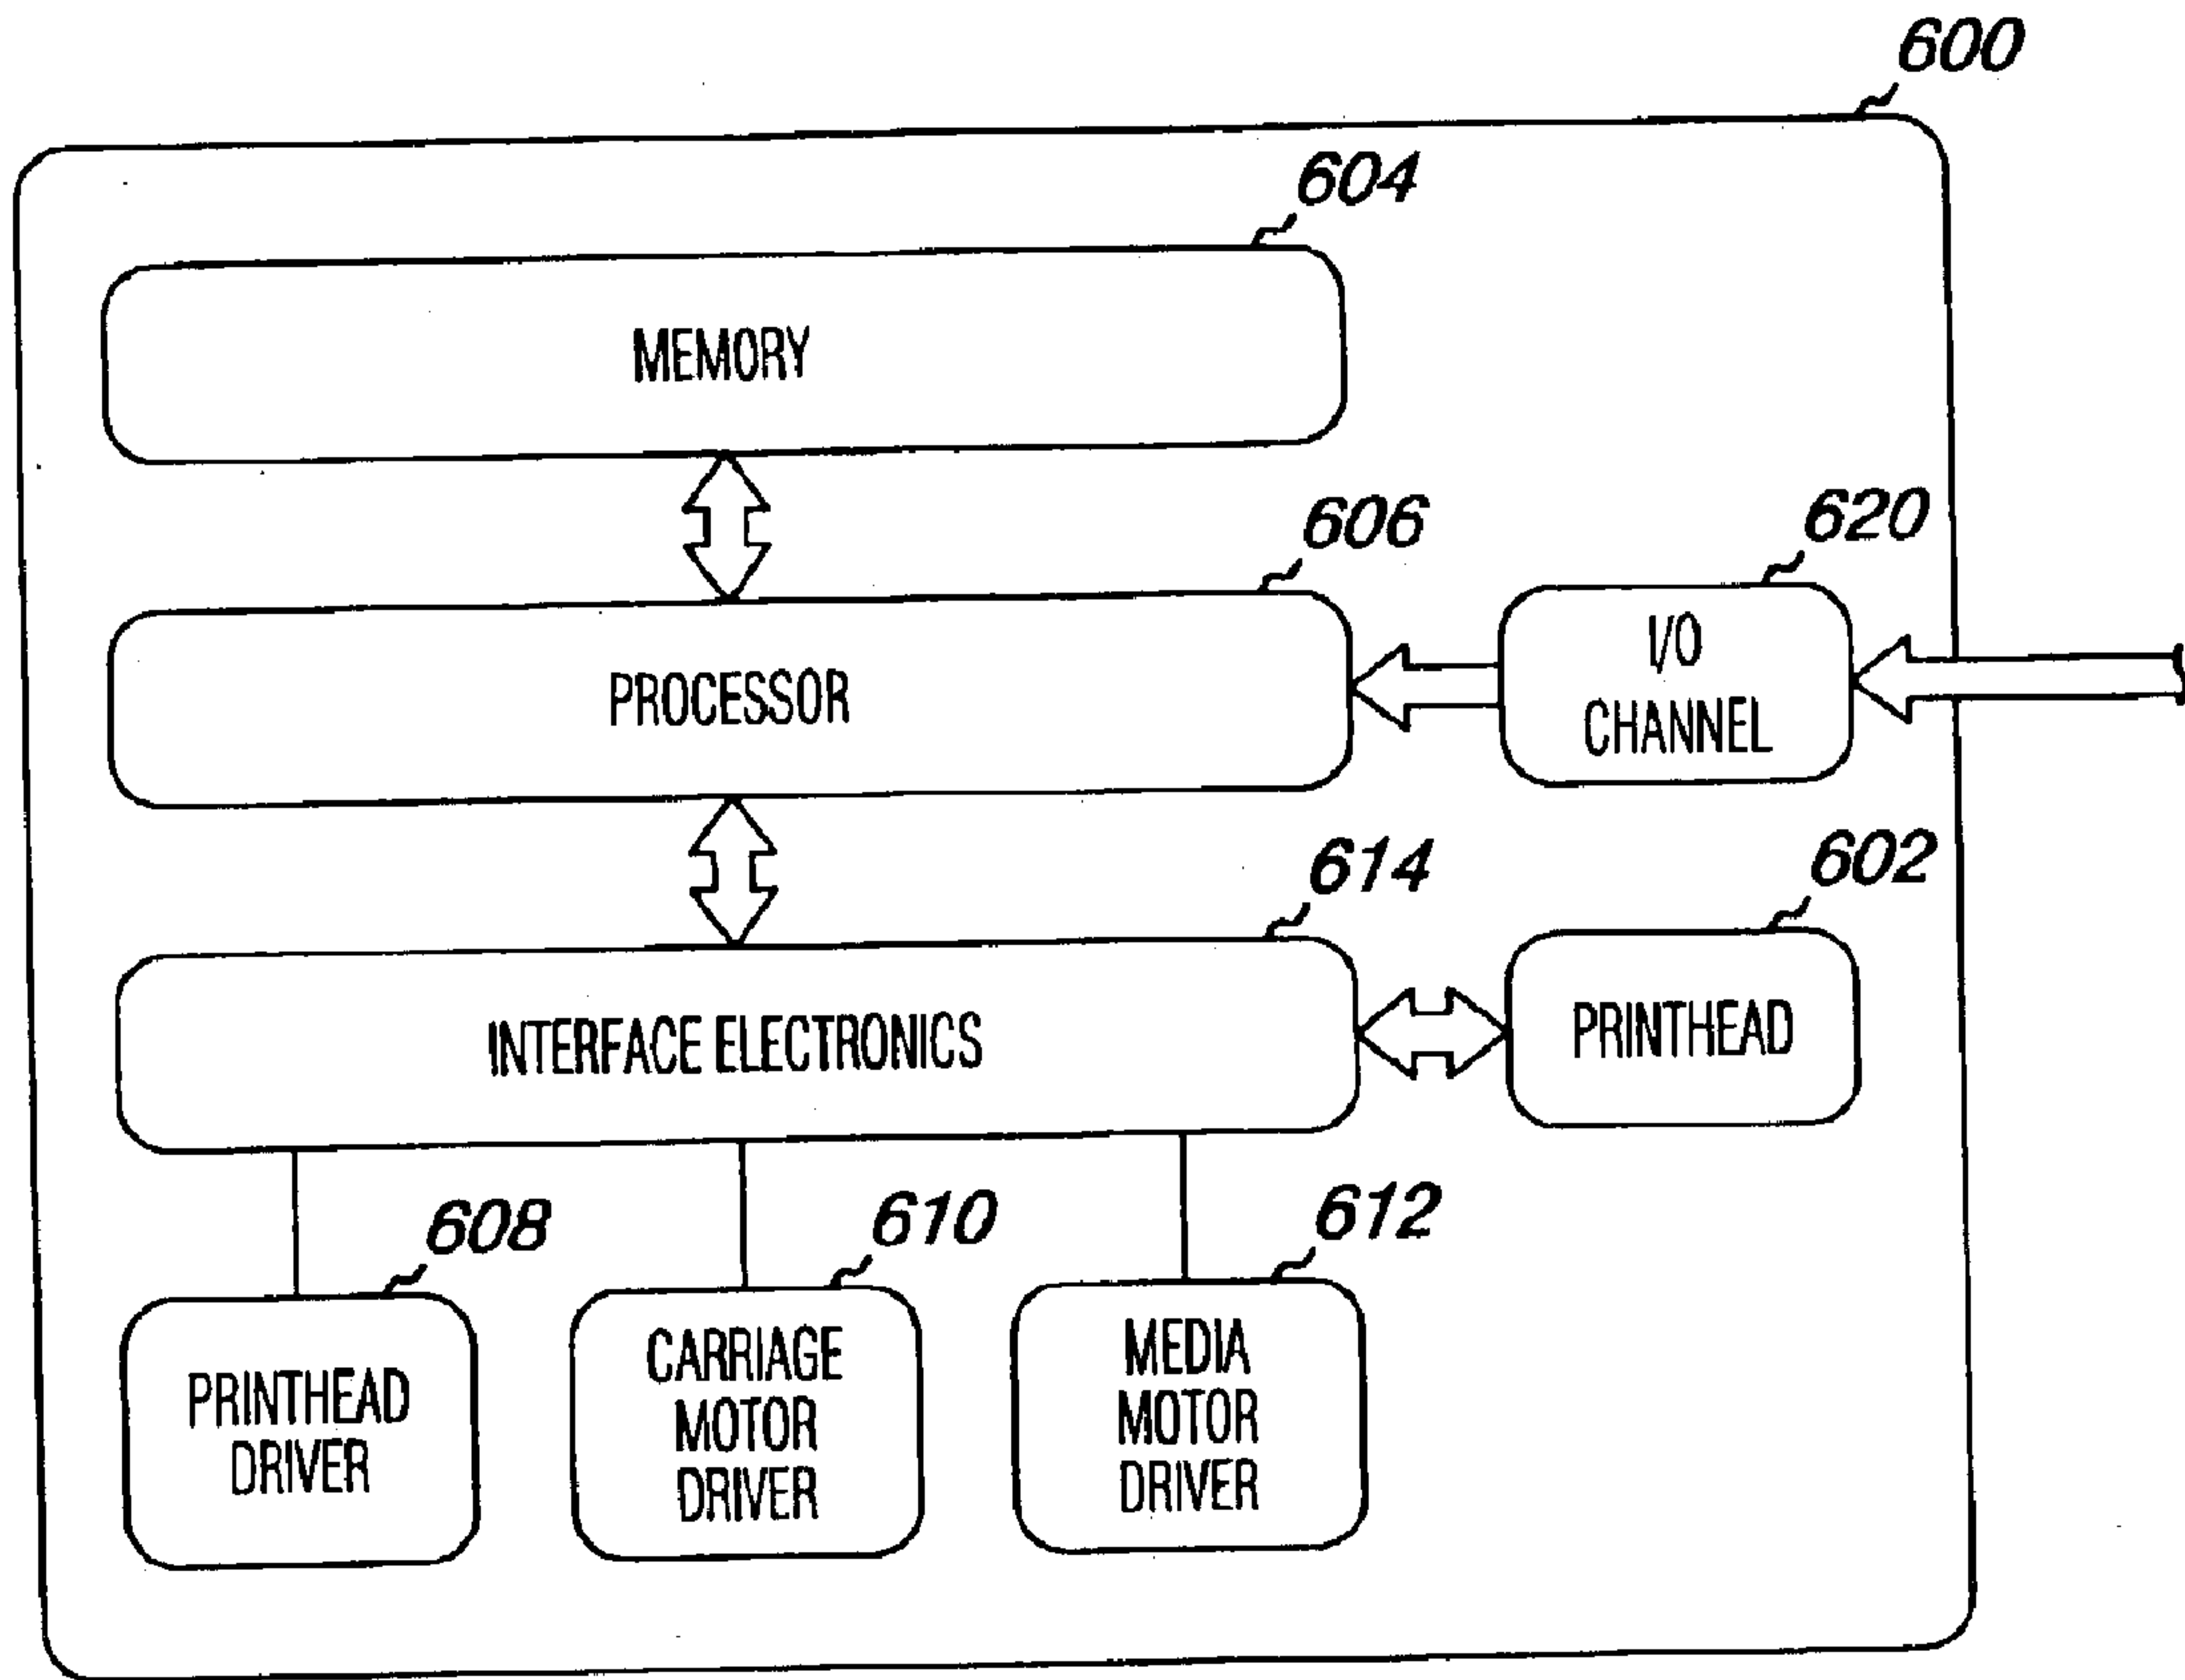 600
604
MEMORY
606
620
PROCESSOR
I/O
CHANNEL
614
602
INTERFACE ELECTRONICS
PRINTHEAD
608
610
612
PRINTHEAD
DRIVER
CARRIAGE
MOTOR
DRIVER
MEDIA
MOTOR
DRIVER